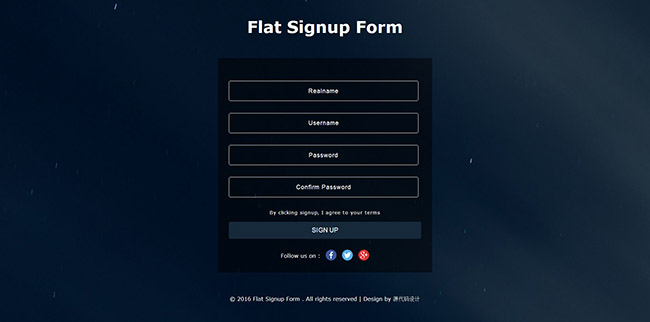 Flat Signup Form
Realname
Username
Password
Confirm Password
By clicking signup, I agree to your terms
SIGN UP
Follow us on :
© 2016 Flat Signup Form . All rights reserved | Design by 源代码设计